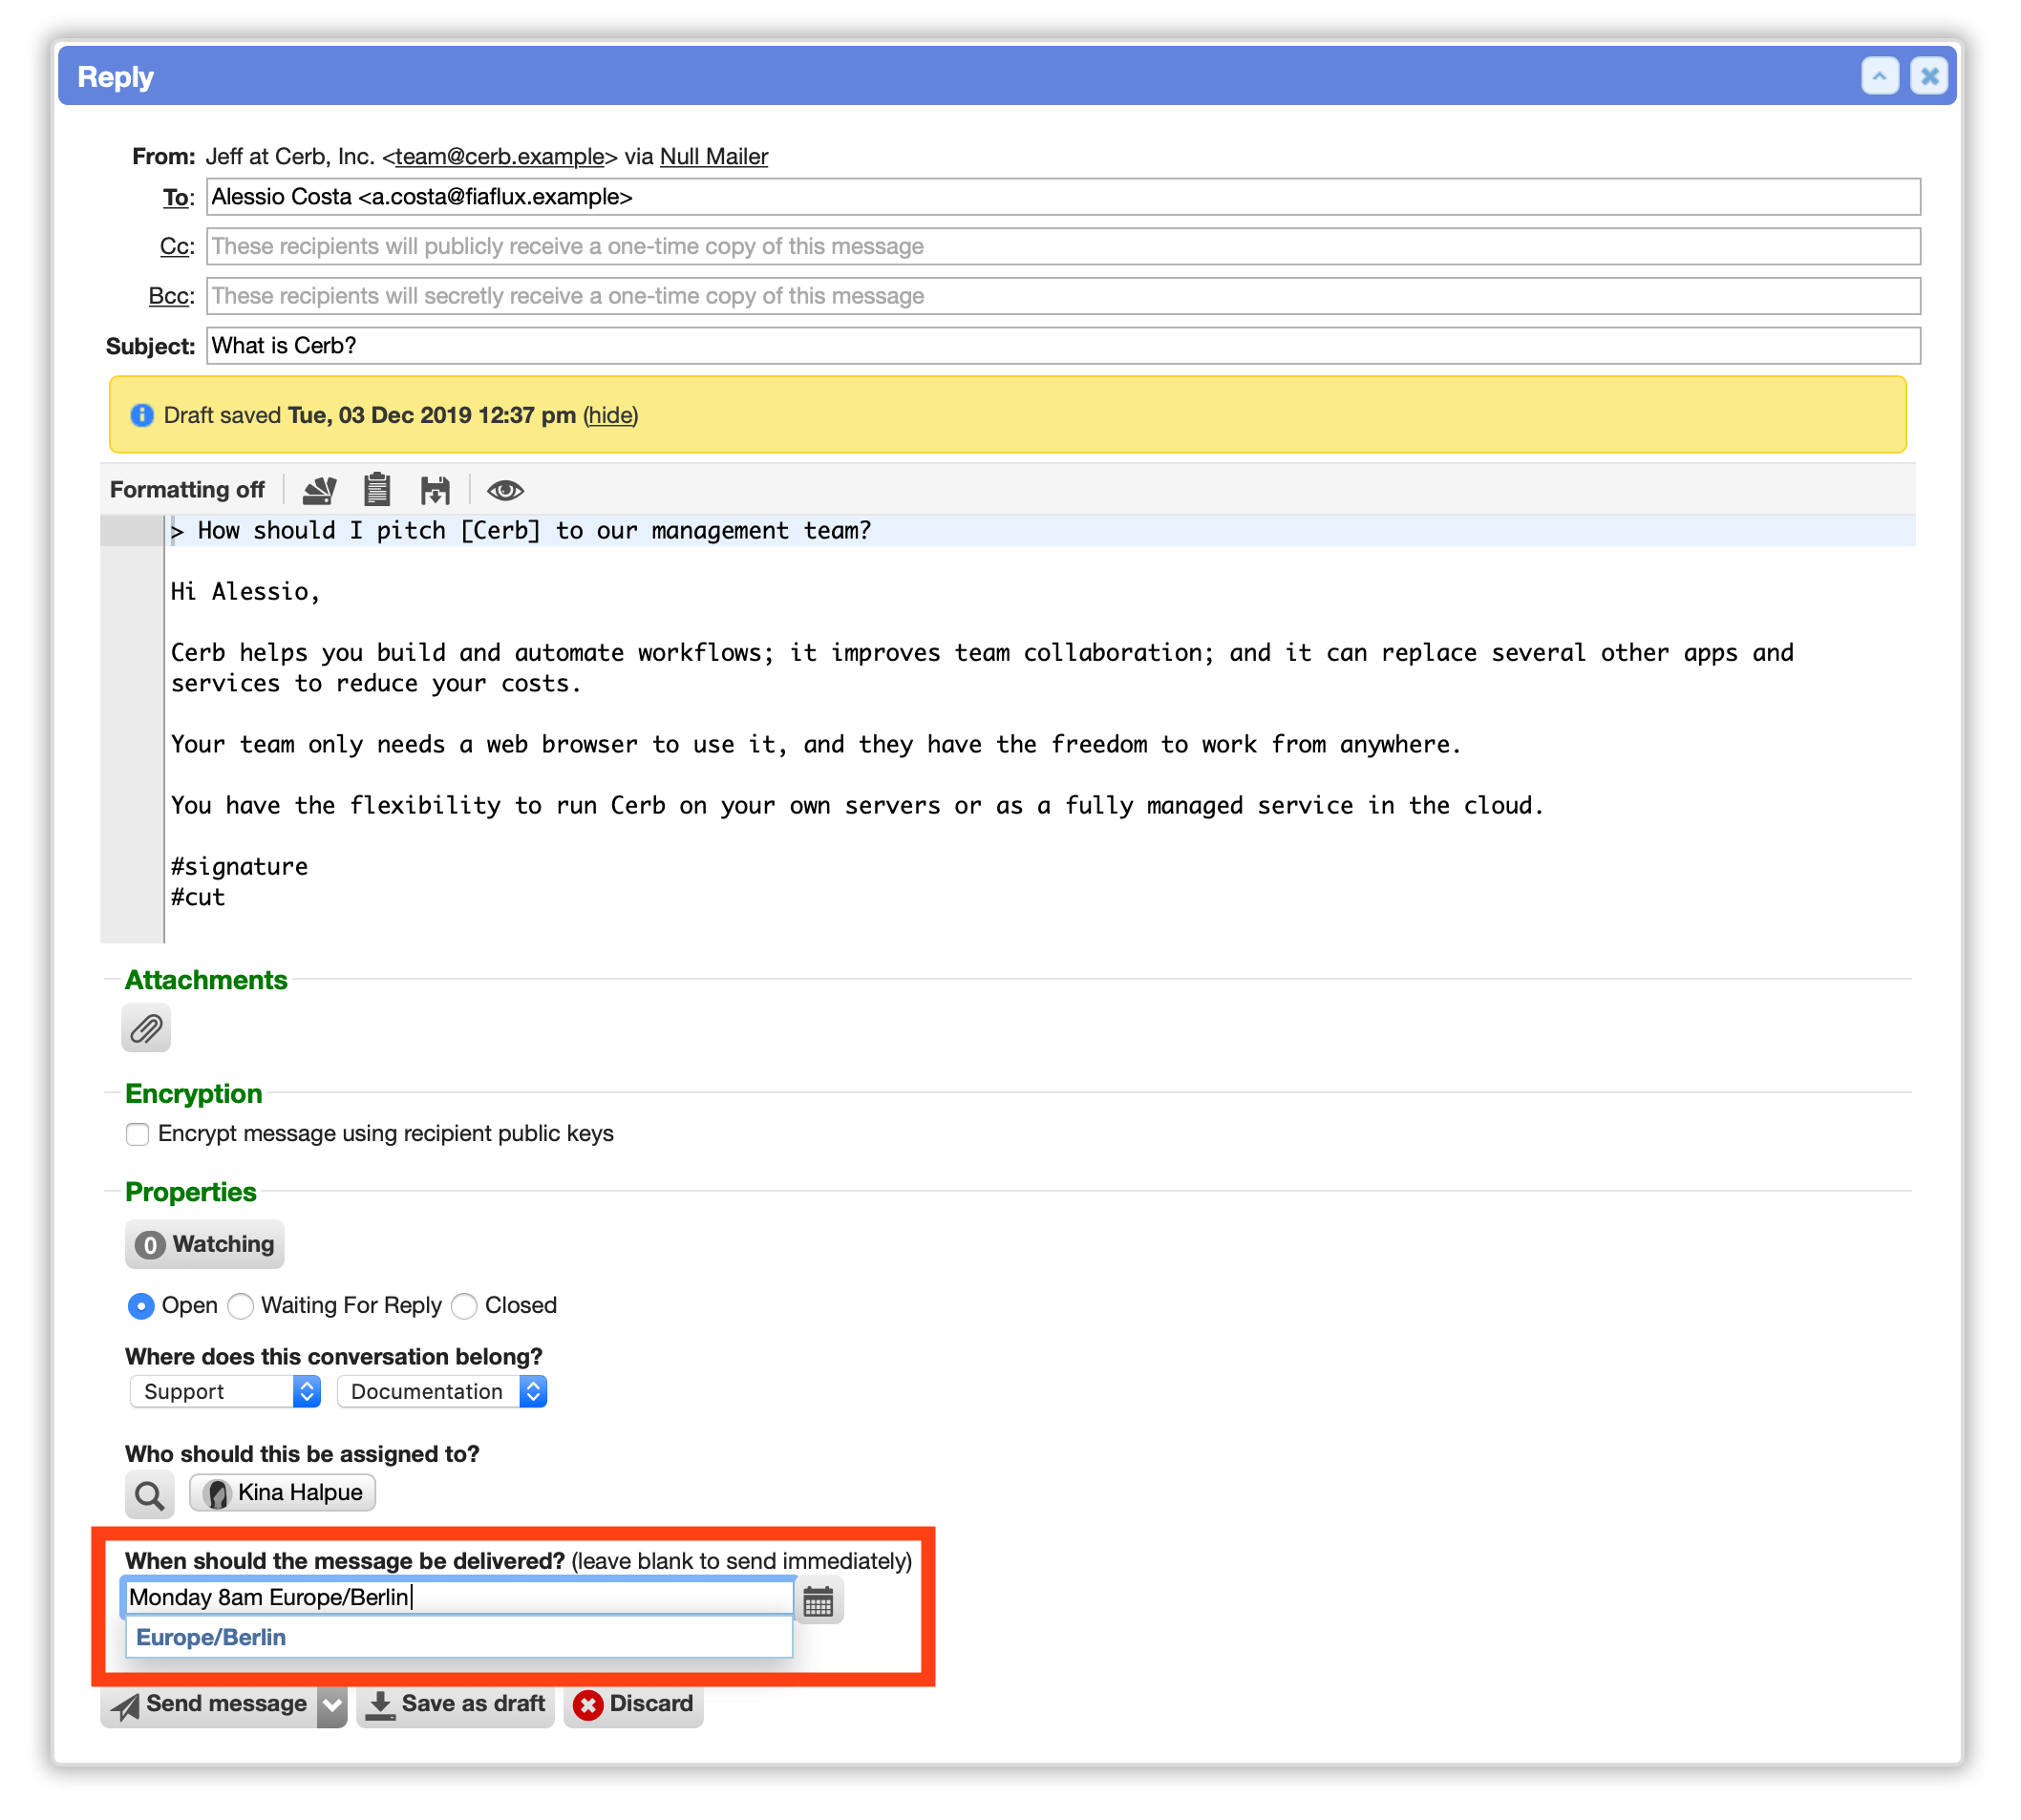 Reply
From: Jeff at Cerb, Inc. <team@cerb.example> via Null Mailer
To: Alessio Costa <a.costa@fiaflux.example>
Cc: These recipients will publicly receive a one-time copy of this message
Bcc: These recipients will secretly receive a one-time copy of this message
Subject: What is Cerb?
Draft saved Tue, 03 Dec 2019 12:37 pm (hide)
Formatting off
> How should I pitch [Cerb] to our management team?
Hi Alessio,
Cerb helps you build and automate workflows; it improves team collaboration; and it can replace several other apps and
services to reduce your costs.
Your team only needs a web browser to use it, and they have the freedom to work from anywhere.
You have the flexibility to run Cerb on your own servers or as a fully managed service in the cloud.
#signature
#cut
Attachments
Encryption
Encrypt message using recipient public keys
Properties
0 Watching
Open Waiting For Reply Closed
Where does this conversation belong?
Support Documentation
Who should this be assigned to?
Kina Halpue
When should the message be delivered? (leave blank to send immediately)
Monday 8am Europe/Berlin
Europe/Berlin
Send message Save as draft Discard